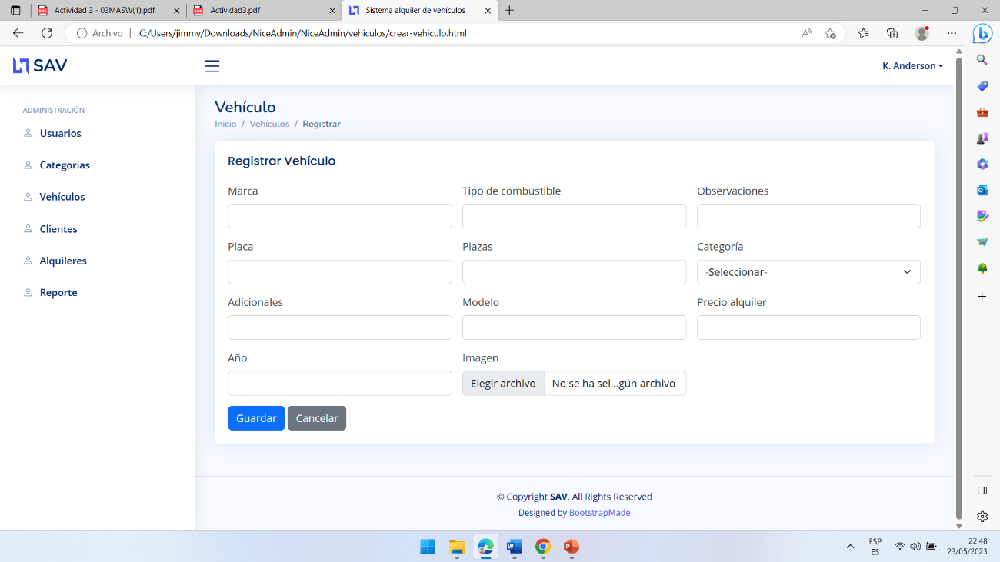 Actividad 3 - 03MASW(1).pdf
Actividad3.pdf
Sistema alquiler de vehículos
Archivo
C:/Users/jimmy/Downloads/NiceAdmin/NiceAdmin/vehiculos/crear-vehiculo.html
SAV
K. Anderson
ADMINISTRACIÓN
Usuarios
Categorías
Vehículos
Clientes
Alquileres
Reporte
Vehículo
Inicio / Vehículos / Registrar
Registrar Vehículo
Marca
Tipo de combustible
Observaciones
Placa
Plazas
Categoría
-Seleccionar-
Adicionales
Modelo
Precio alquiler
Año
Imagen
Elegir archivo
No se ha sel...gún archivo
Guardar
Cancelar
© Copyright SAV. All Rights Reserved
Designed by BootstrapMade
ESP
ES
22:48
23/05/2023